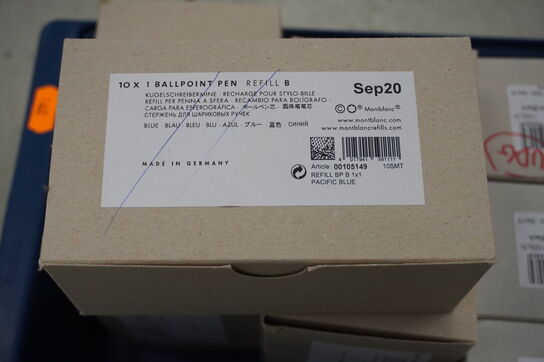 10 X 1 BALLPOINT PEN REFILL B
KUGELSCHREIBERMINE · RECHARGE POUR STYLO-BILLE
REFILL PER PENNA A SFERA · RECAMBIO PARA BOLÍGRAFO ·
CARGA PARA ESFEROGRÁFICA · ボールペン芯 · 圆珠笔笔芯 ·
СТЕРЖЕНЬ ДЛЯ ШАРИКОВЫХ РУЧЕК
BLUE · BLAU · BLEU · BLU · AZUL · ブルー · 蓝色 · СИНИЙ
MADE IN GERMANY
Sep20
© ® Montblanc®
www.montblanc.com
www.montblancrefills.com
4 017941 591111
Article: 00105149 10SMT
REFILL BP B 1x1
PACIFIC BLUE